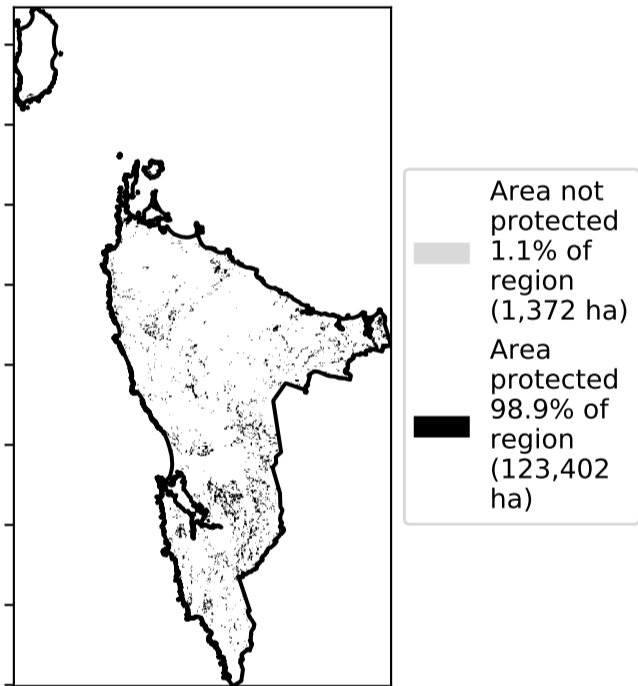 Area not
protected
1.1% of
region
(1,372 ha)
Area
protected
98.9% of
region
(123,402
ha)